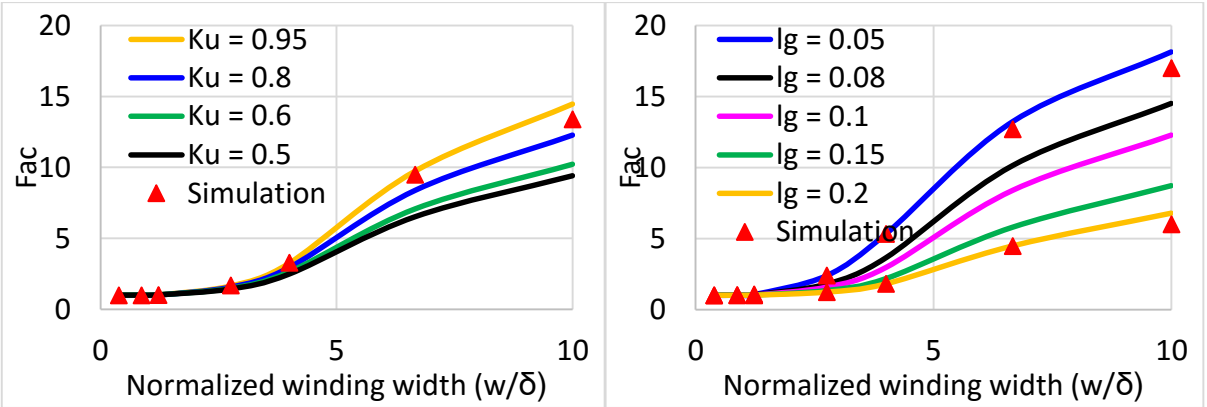 20
15
10
5
0
Fac
Ku = 0.95
Ku = 0.8
Ku = 0.6
Ku = 0.5
Simulation
0 5 10
Normalized winding width (w/δ)
20
15
10
5
0
Fac
lg = 0.05
lg = 0.08
lg = 0.1
lg = 0.15
lg = 0.2
Simulation
0 5 10
Normalized winding width (w/δ)